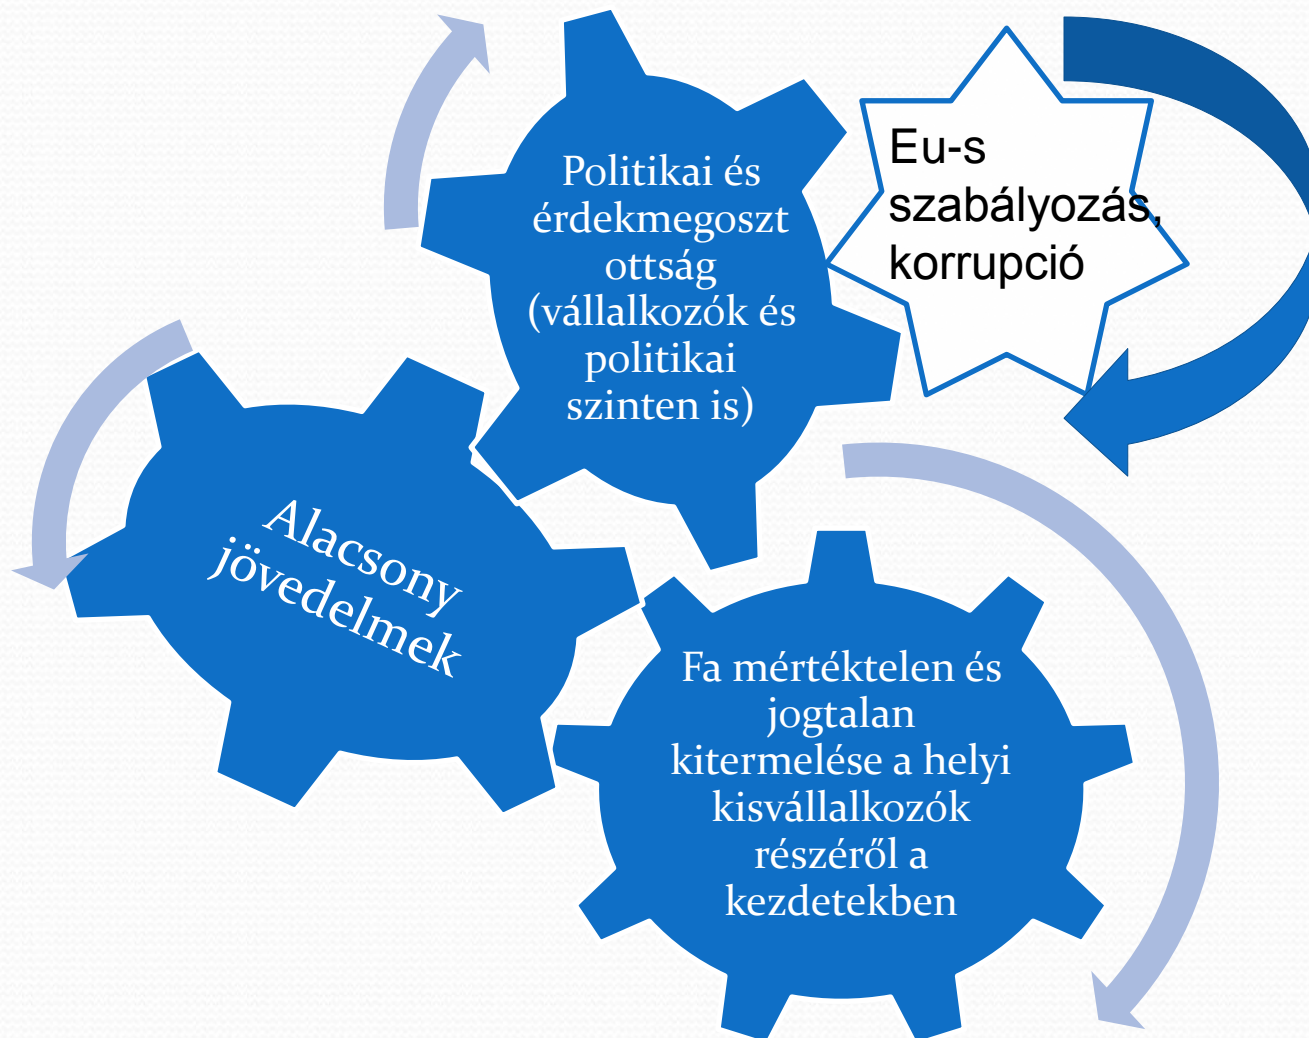 Politikai és
érdekmegoszt
ottság
(vállalkozók és
politikai
szinten is)
Eu-s
szabályozás,
korrupció
Alacsony
jövedelmek
Fa mértéktelen és
jogtalan
kitermelése a helyi
kisvállalkozók
részéről a
kezdetekben